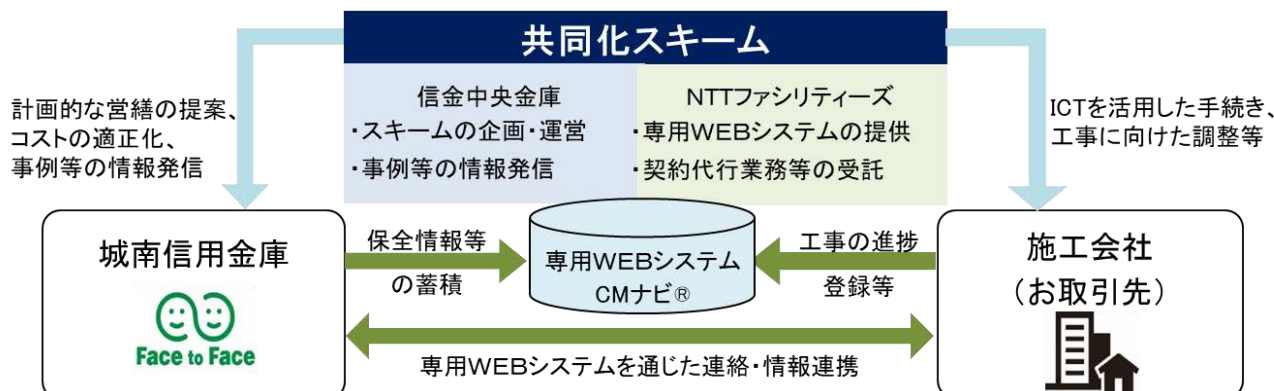 共同化スキーム
信金中央金庫
・スキームの企画・運営
・事例等の情報発信
NTTファシリティーズ
・専用WEBシステムの提供
・契約代行業務等の受託
計画的な営繕の提案、
コストの適正化、
事例等の情報発信
ICTを活用した手続き、
工事に向けた調整等
城南信用金庫
Face to Face
保全情報等
の蓄積
専用WEBシステム
CMナビ®
工事の進捗
登録等
施工会社
（お取引先）
専用WEBシステムを通じた連絡・情報連携